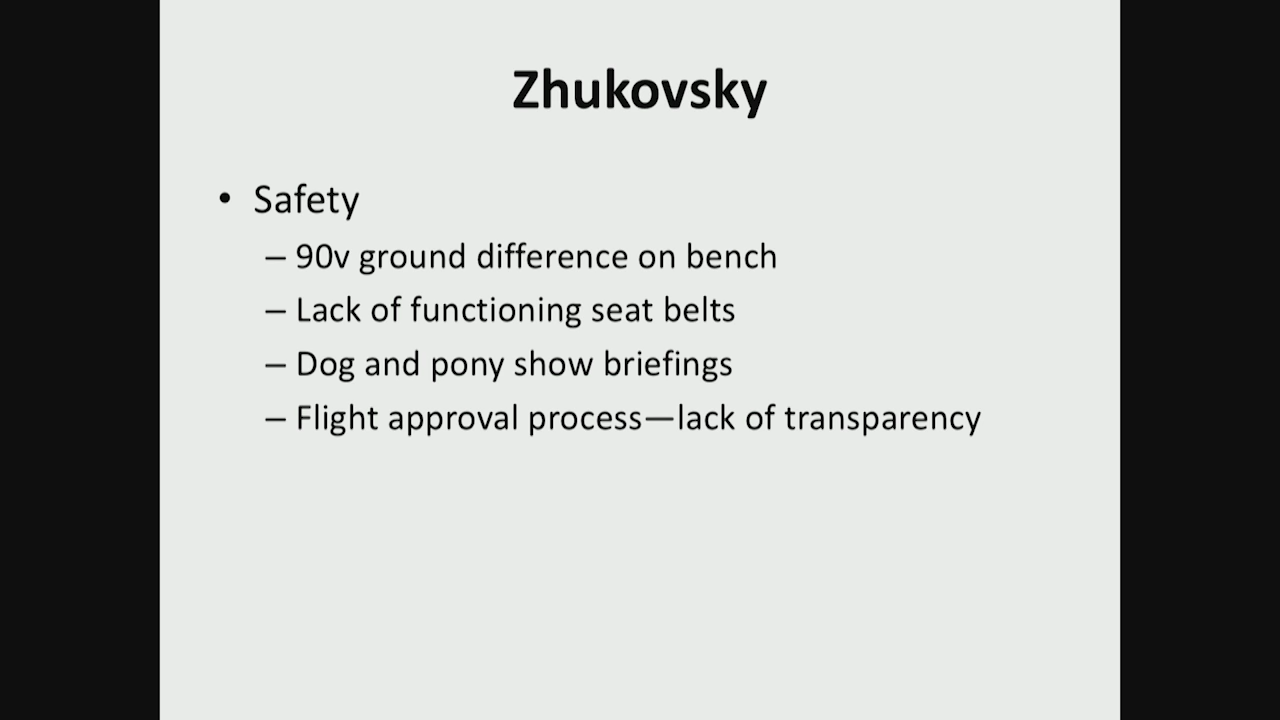 Zhukovsky
• Safety
– 90v ground difference on bench
– Lack of functioning seat belts
– Dog and pony show briefings
– Flight approval process—lack of transparency